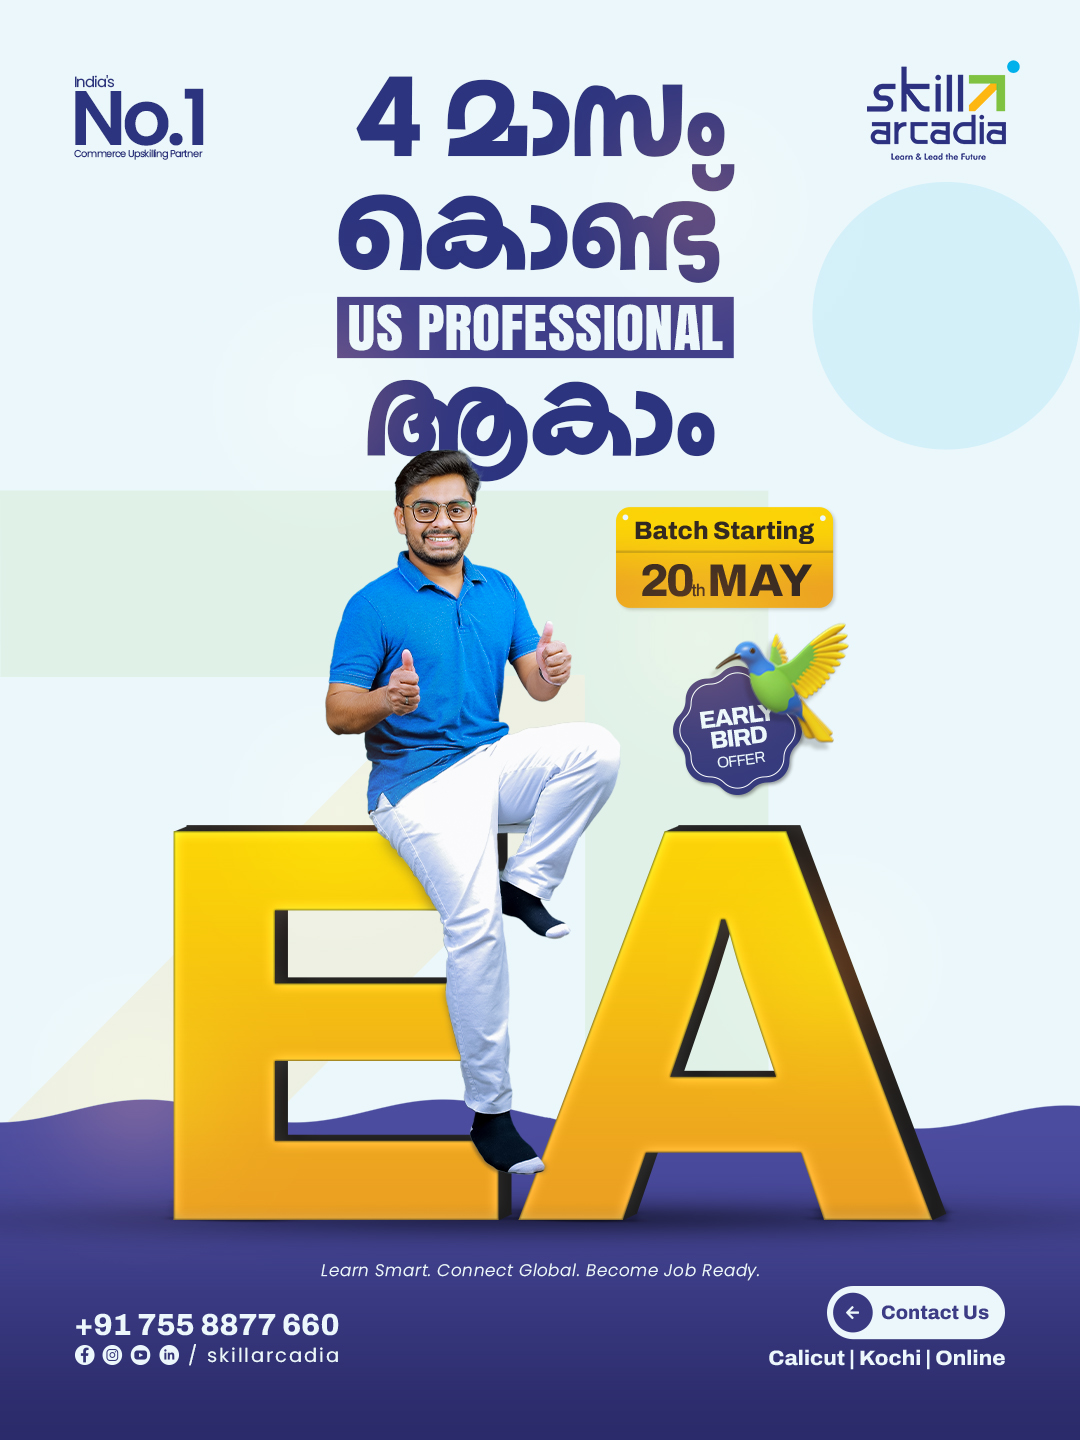 India's
No.1
Commerce Upskilling Partner
4 മാസം്
കൊണ്ട്
US PROFESSIONAL
ആകാം
skill
arcadia
Learn & Lead the Future
Batch Starting
20th MAY
EARLY
BIRD
OFFER
EA
Learn Smart. Connect Global. Become Job Ready.
+91 755 8877 660
/ skillarcadia
Contact Us
Calicut | Kochi | Online